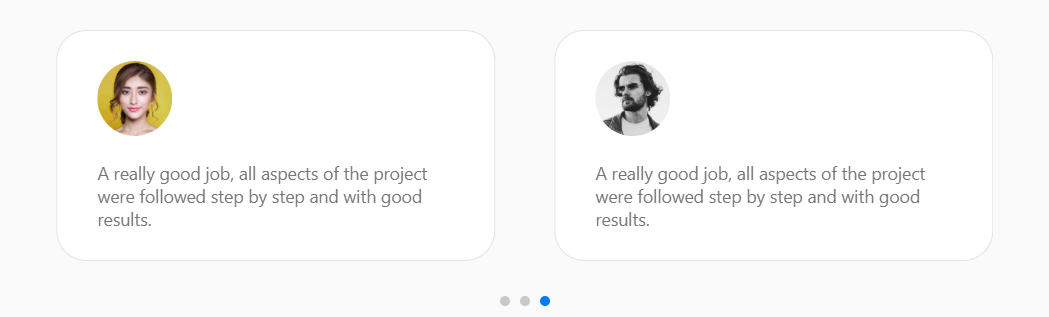 A really good job, all aspects of the project
were followed step by step and with good
results.
A really good job, all aspects of the project
were followed step by step and with good
results.